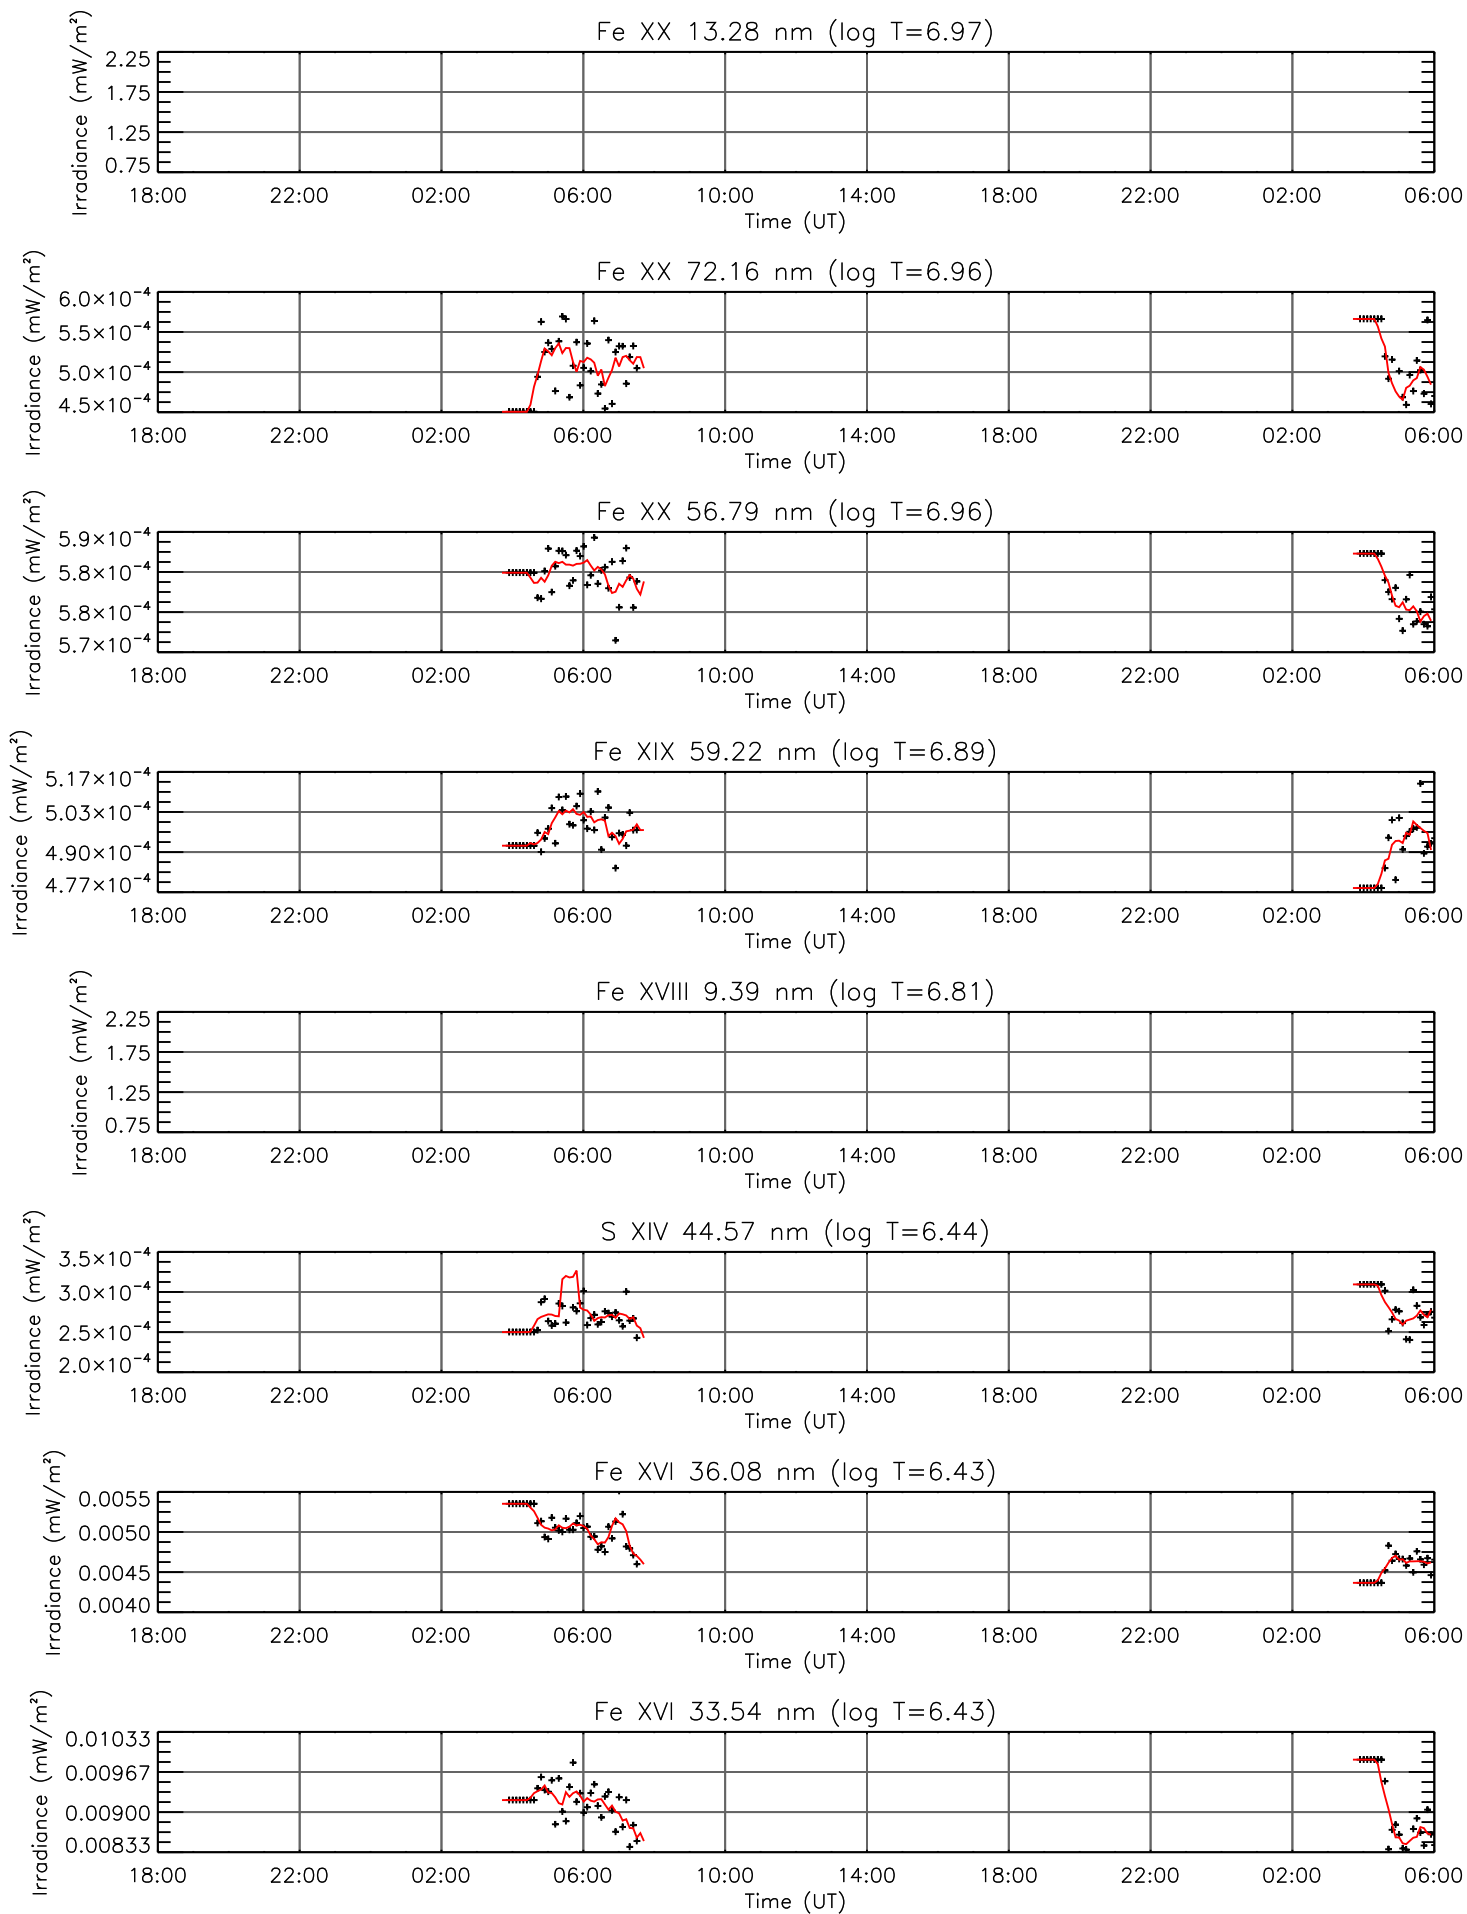 Fe XX 13.28 nm (log T=6.97)
Irradiance (mW/m²)
2.25
1.75
1.25
0.75
18:00 22:00 02:00 06:00 10:00 14:00 18:00 22:00 02:00 06:00
Time (UT)
Fe XX 72.16 nm (log T=6.96)
Irradiance (mW/m²)
6.0×10⁻⁴
5.5×10⁻⁴
5.0×10⁻⁴
4.5×10⁻⁴
18:00 22:00 02:00 06:00 10:00 14:00 18:00 22:00 02:00 06:00
Time (UT)
Fe XX 56.79 nm (log T=6.96)
Irradiance (mW/m²)
5.9×10⁻⁴
5.8×10⁻⁴
5.8×10⁻⁴
5.7×10⁻⁴
18:00 22:00 02:00 06:00 10:00 14:00 18:00 22:00 02:00 06:00
Time (UT)
Fe XIX 59.22 nm (log T=6.89)
Irradiance (mW/m²)
5.17×10⁻⁴
5.03×10⁻⁴
4.90×10⁻⁴
4.77×10⁻⁴
18:00 22:00 02:00 06:00 10:00 14:00 18:00 22:00 02:00 06:00
Time (UT)
Fe XVIII 9.39 nm (log T=6.81)
Irradiance (mW/m²)
2.25
1.75
1.25
0.75
18:00 22:00 02:00 06:00 10:00 14:00 18:00 22:00 02:00 06:00
Time (UT)
S XIV 44.57 nm (log T=6.44)
Irradiance (mW/m²)
3.5×10⁻⁴
3.0×10⁻⁴
2.5×10⁻⁴
2.0×10⁻⁴
18:00 22:00 02:00 06:00 10:00 14:00 18:00 22:00 02:00 06:00
Time (UT)
Fe XVI 36.08 nm (log T=6.43)
Irradiance (mW/m²)
0.0055
0.0050
0.0045
0.0040
18:00 22:00 02:00 06:00 10:00 14:00 18:00 22:00 02:00 06:00
Time (UT)
Fe XVI 33.54 nm (log T=6.43)
Irradiance (mW/m²)
0.01033
0.00967
0.00900
0.00833
18:00 22:00 02:00 06:00 10:00 14:00 18:00 22:00 02:00 06:00
Time (UT)